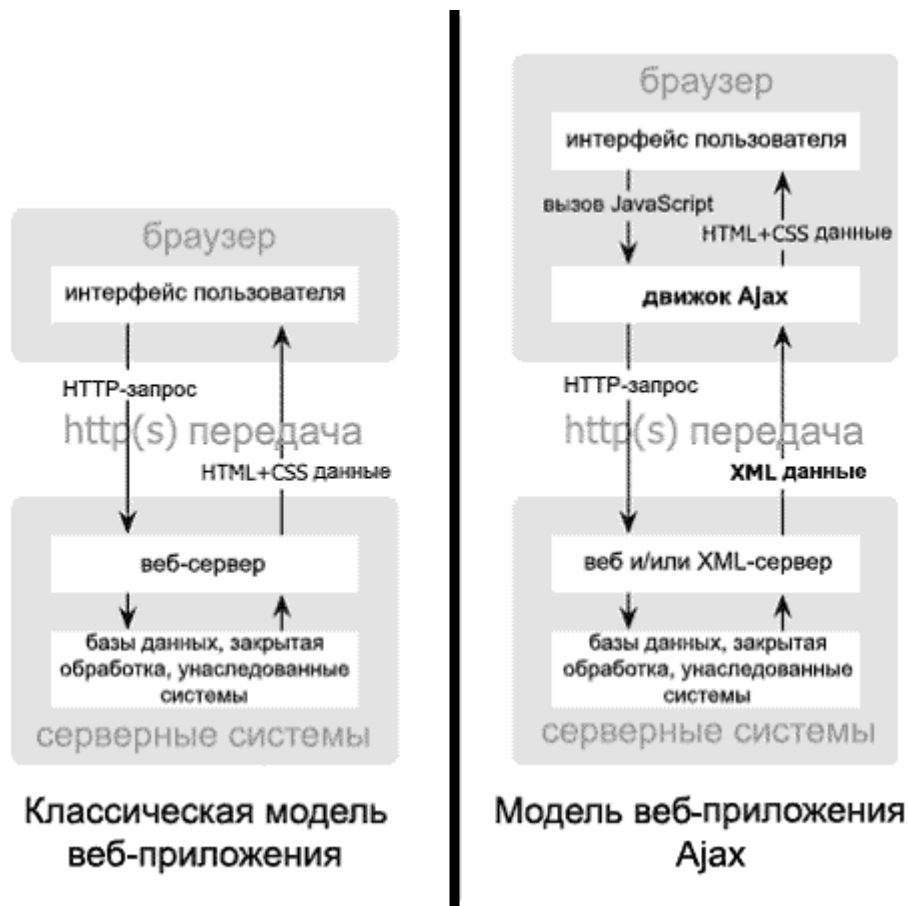 браузер
интерфейс пользователя
HTTP-запрос
http(s) передача
HTML+CSS данные
веб-сервер
базы данных, закрытая
обработка, унаследованные
системы
серверные системы
Классическая модель
веб-приложения
браузер
интерфейс пользователя
вызов JavaScript
HTML+CSS данные
движок Ajax
HTTP-запрос
http(s) передача
XML данные
веб и/или XML-сервер
базы данных, закрытая
обработка, унаследованные
системы
серверные системы
Модель веб-приложения
Ajax